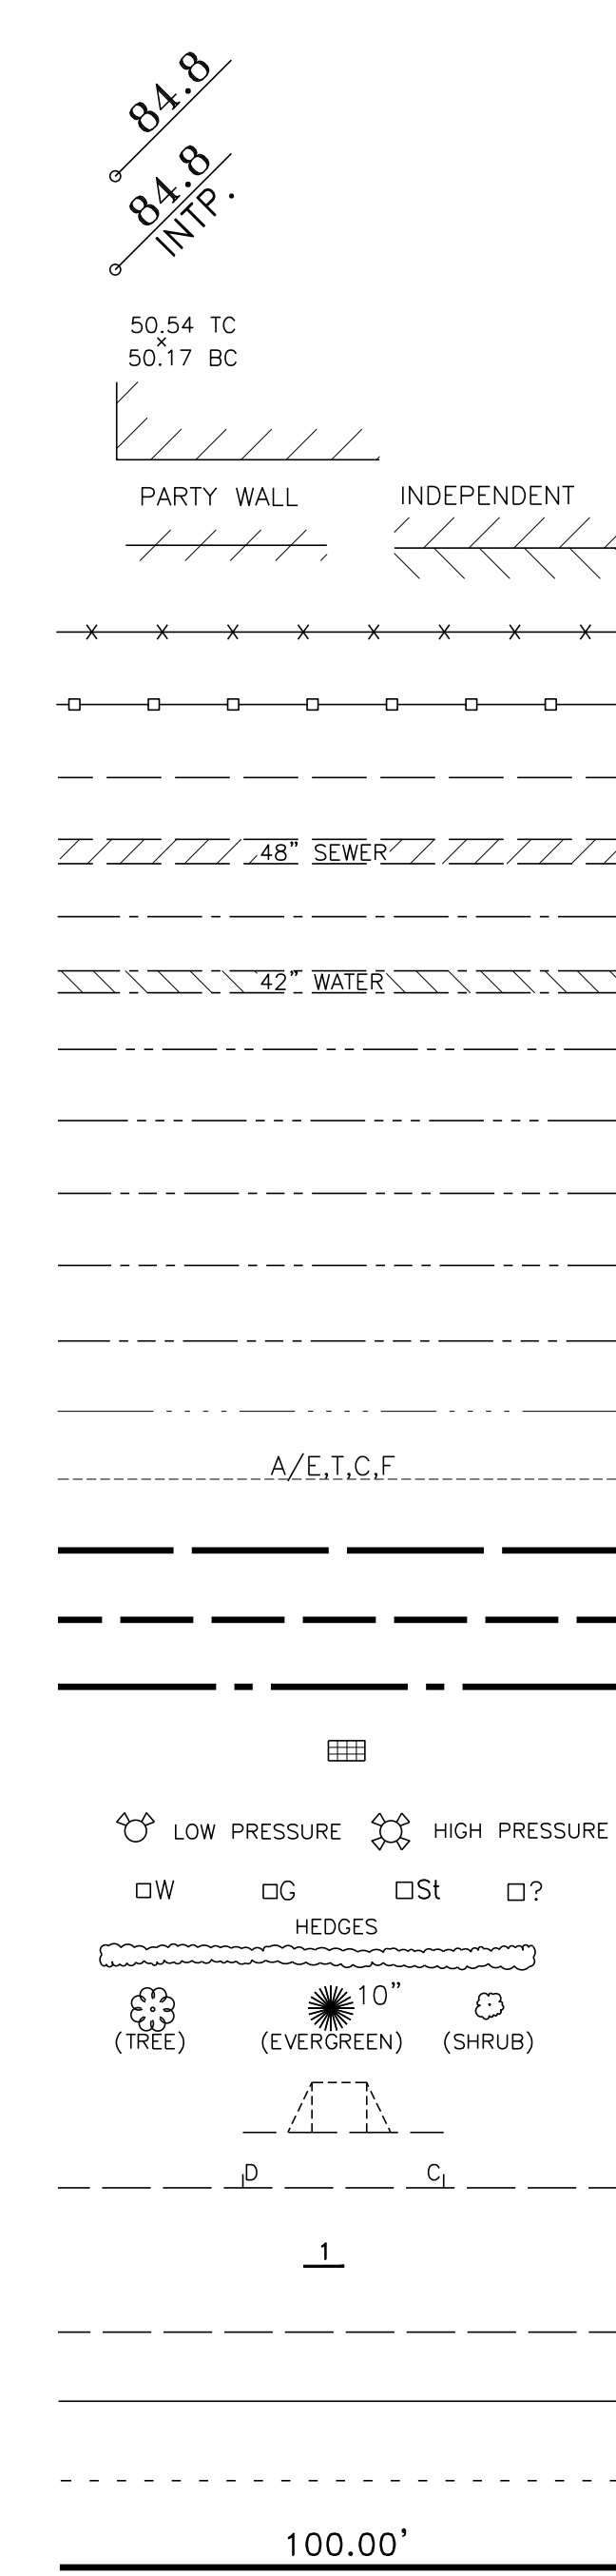 84.8
84.8
INTP.
50.54 TC
x
50.17 BC
PARTY WALL INDEPENDENT
48” SEWER
42” WATER
A/E,T,C,F
LOW PRESSURE HIGH PRESSURE
W G St ?
HEDGES
10”
(TREE) (EVERGREEN) (SHRUB)
D C
1
100.00’